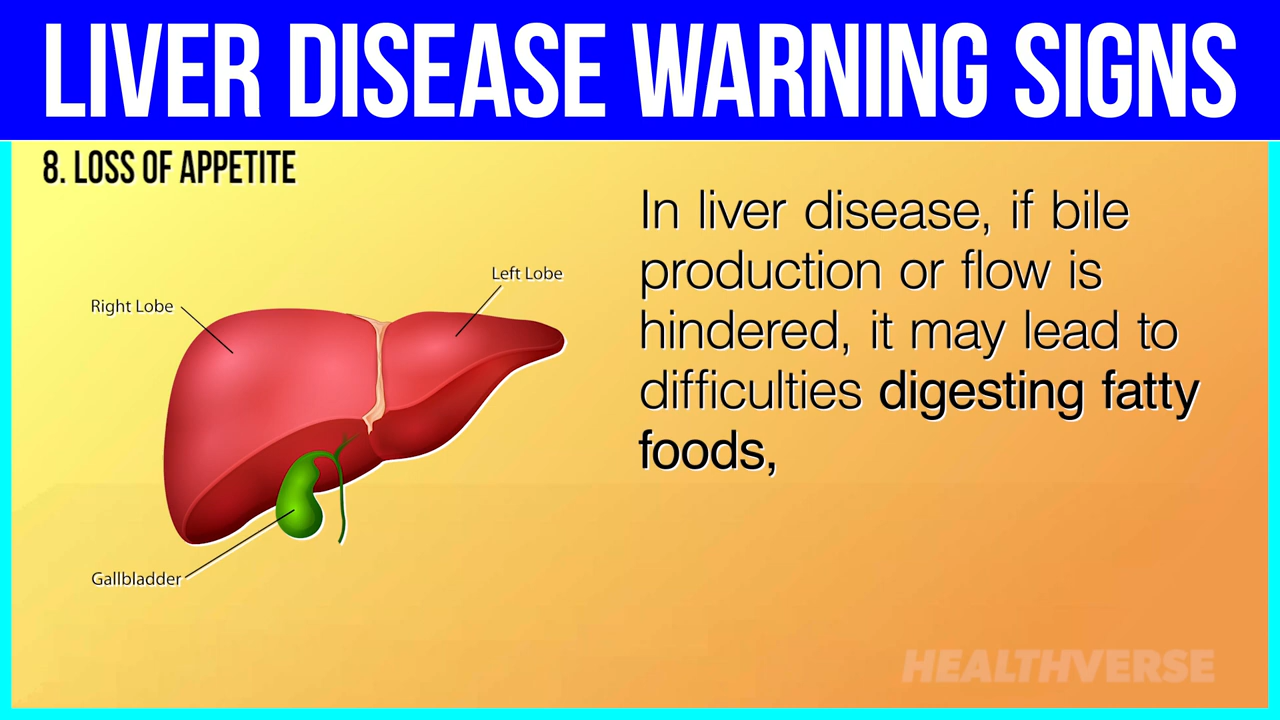 LIVER DISEASE WARNING SIGNS
8. LOSS OF APPETITE
In liver disease, if bile
production or flow is
hindered, it may lead to
difficulties digesting fatty
foods,
Left Lobe
Right Lobe
Gallbladder
HEALTHVERSE